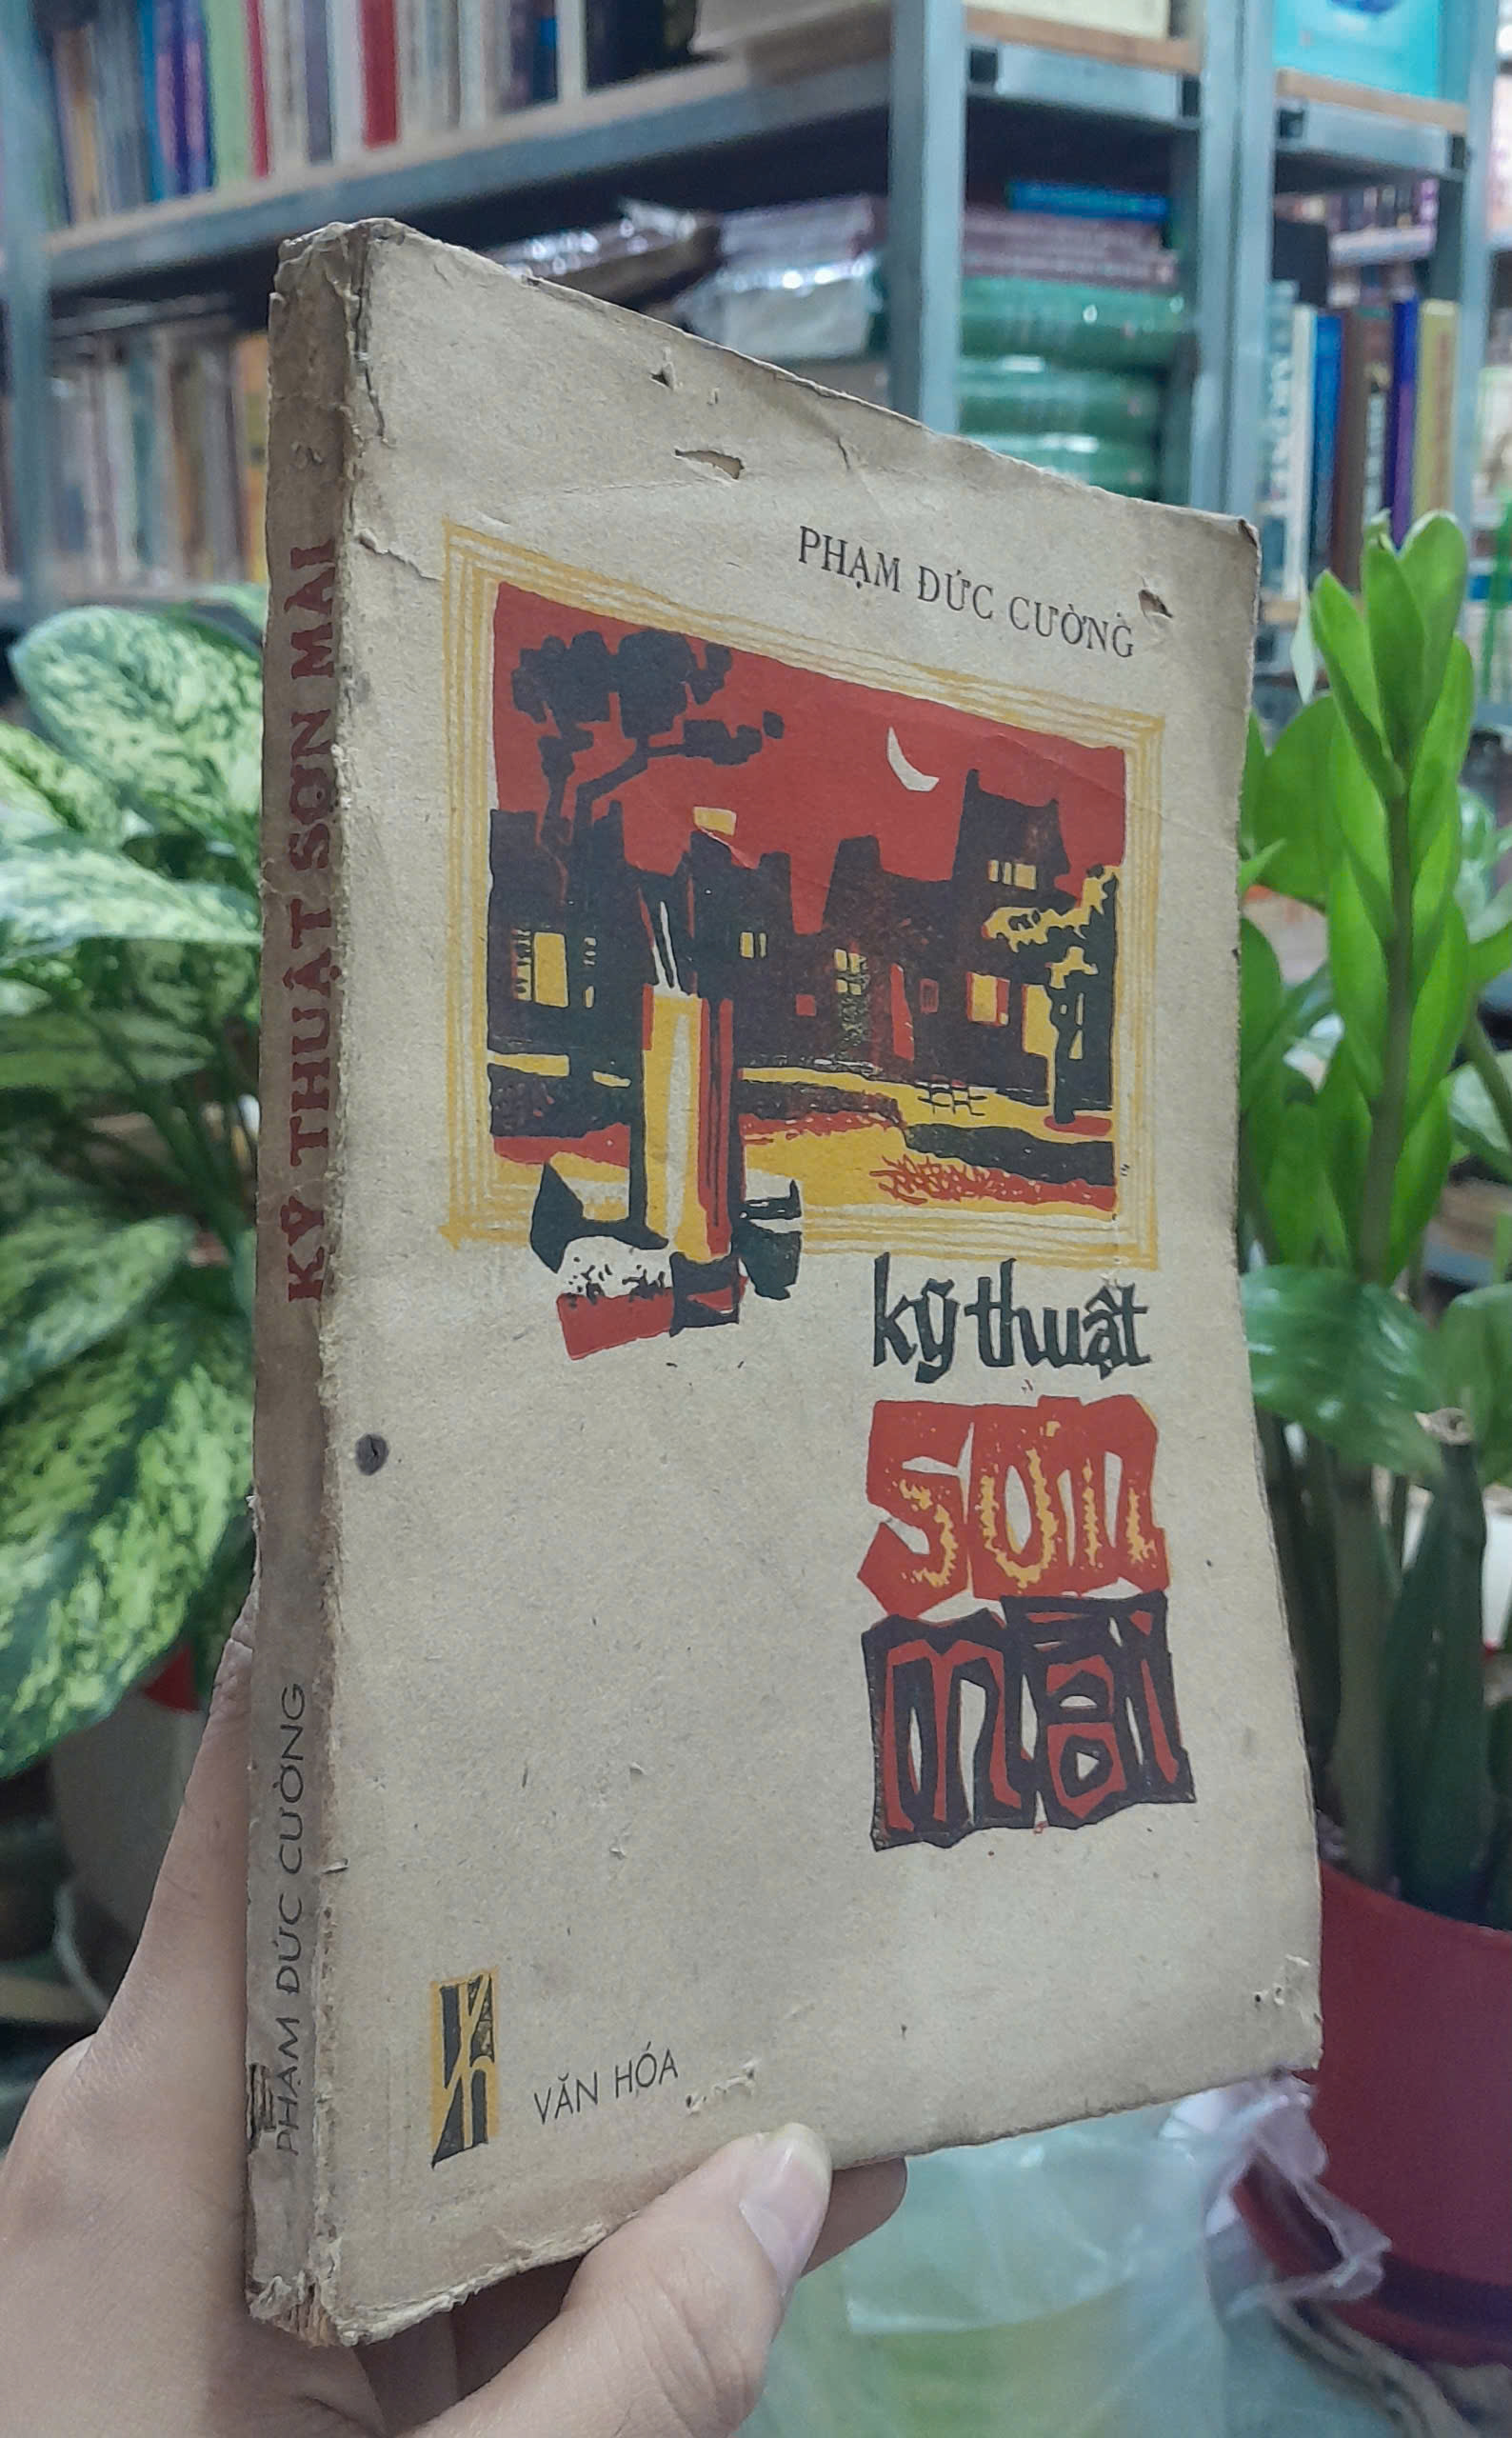 PHẠM ĐỨC CƯỜNG
kỹ thuật
sơn
mài
VĂN HÓA
KỸ THUẬT SƠN MÀI
PHẠM ĐỨC CƯỜNG